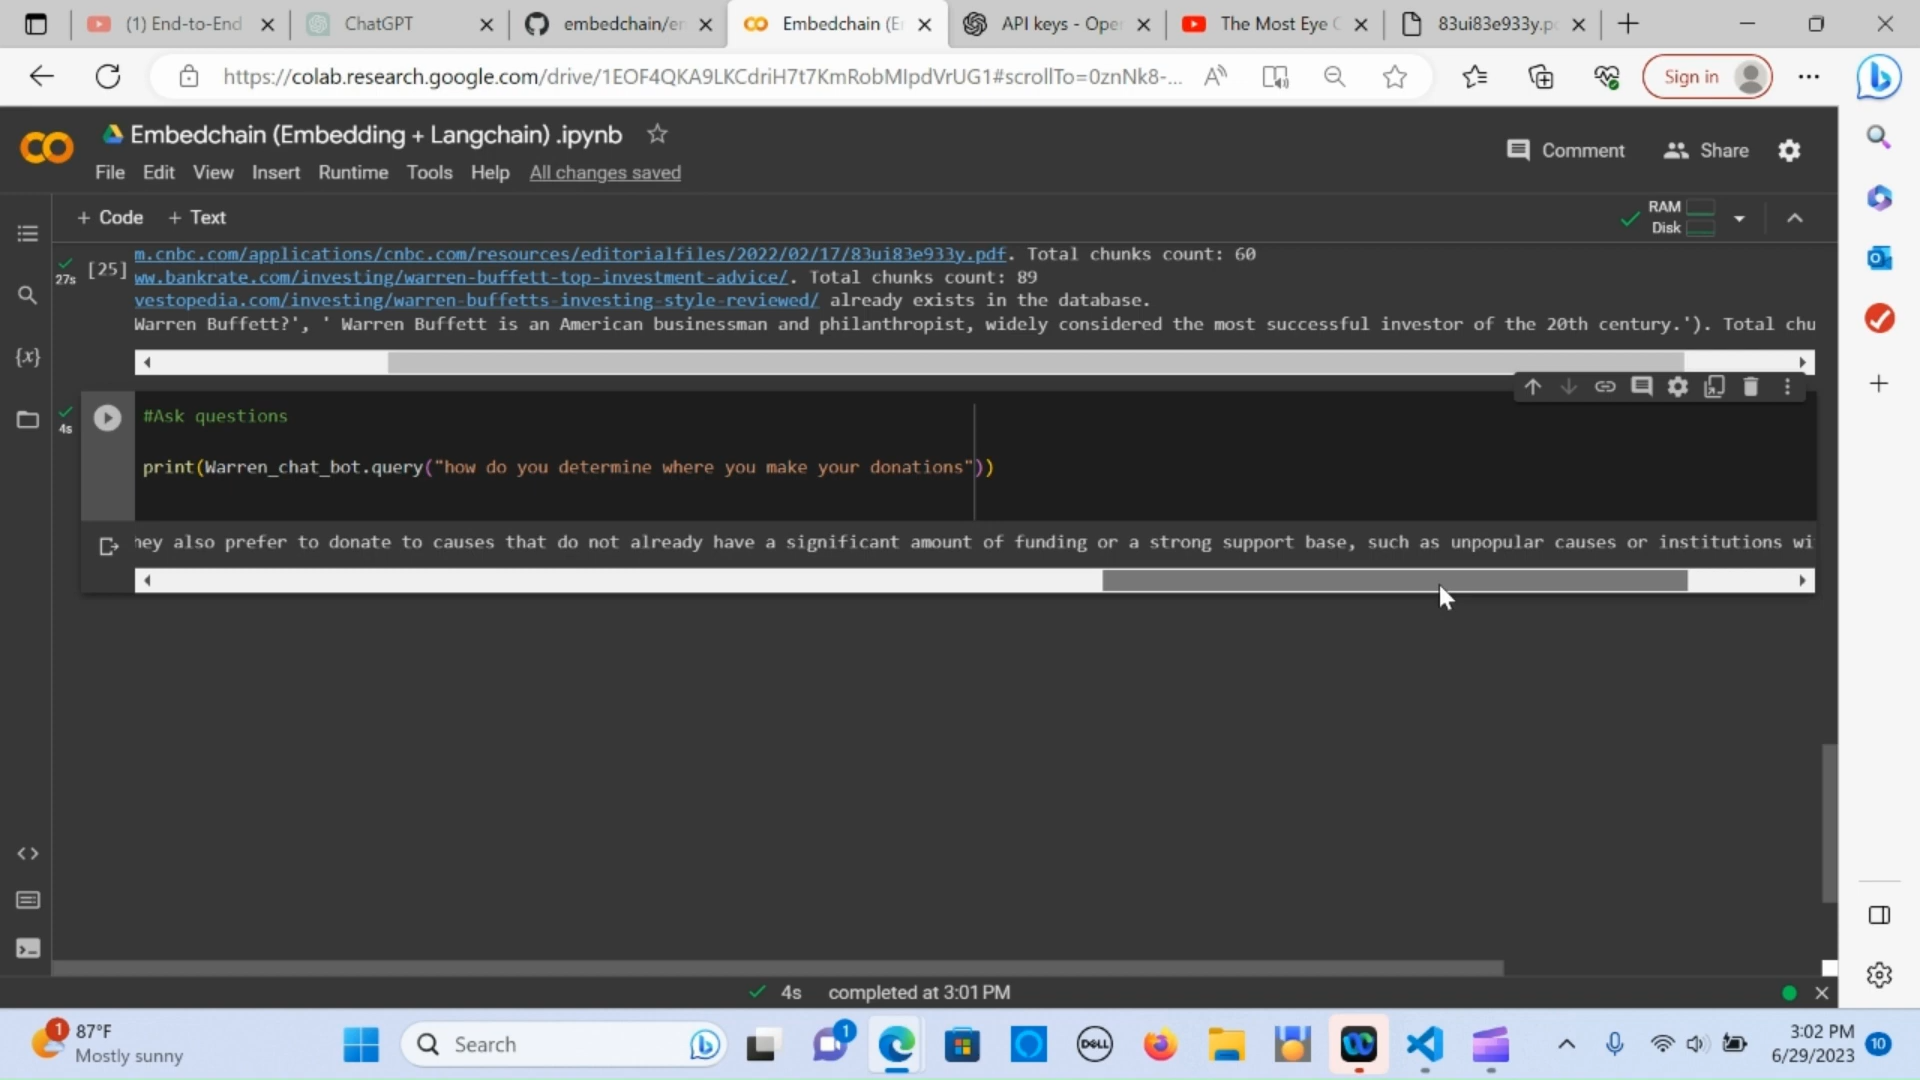 (1) End-to-End
ChatGPT
embedchain/e
Embedchain (E
API keys - Ope
The Most Eye
83ui83e933y.p
https://colab.research.google.com/drive/1EOF4QKA9LKCdriH7t7KmRobMIpdVrUG1#scrollTo=0znNk8-...
Sign in
Embedchain (Embedding + Langchain) .ipynb
Comment
Share
File Edit View Insert Runtime Tools Help All changes saved
+ Code + Text
RAM
Disk
27s
[25]
m.cnbc.com/applications/cnbc.com/resources/editorialfiles/2022/02/17/83ui83e933y.pdf. Total chunks count: 60
ww.bankrate.com/investing/warren-buffett-top-investment-advice/. Total chunks count: 89
vestopedia.com/investing/warren-buffetts-investing-style-reviewed/ already exists in the database.
Warren Buffett?', ' Warren Buffett is an American businessman and philanthropist, widely considered the most successful investor of the 20th century.'). Total chu
4s
#Ask questions
print(Warren_chat_bot.query("how do you determine where you make your donations"))
hey also prefer to donate to causes that do not already have a significant amount of funding or a strong support base, such as unpopular causes or institutions wi
4s completed at 3:01 PM
1
87°F
Mostly sunny
Search
1
DELL
3:02 PM
6/29/2023
10